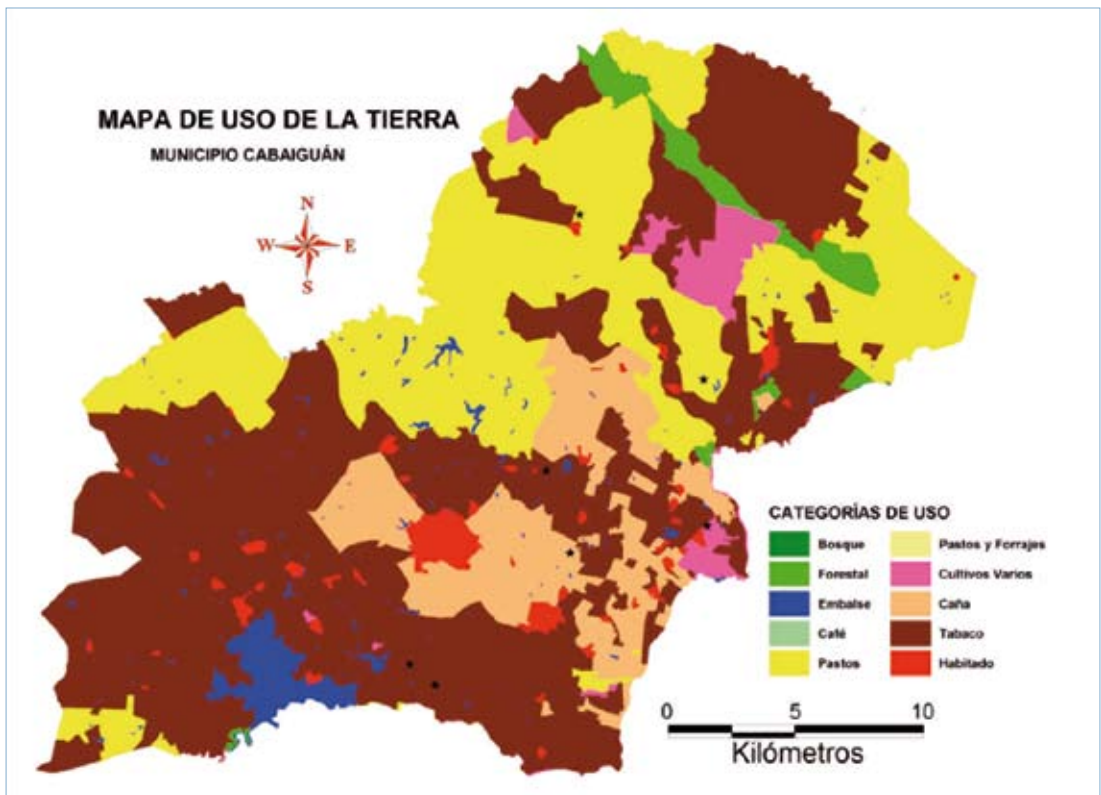 MAPA DE USO DE LA TIERRA
MUNICIPIO CABAIGUÁN
N
W E
S
CATEGORÍAS DE USO
Bosque
Forestal
Embalse
Café
Pastos
Pastos y Forrajes
Cultivos Varios
Caña
Tabaco
Habitado
0 5 10
Kilómetros